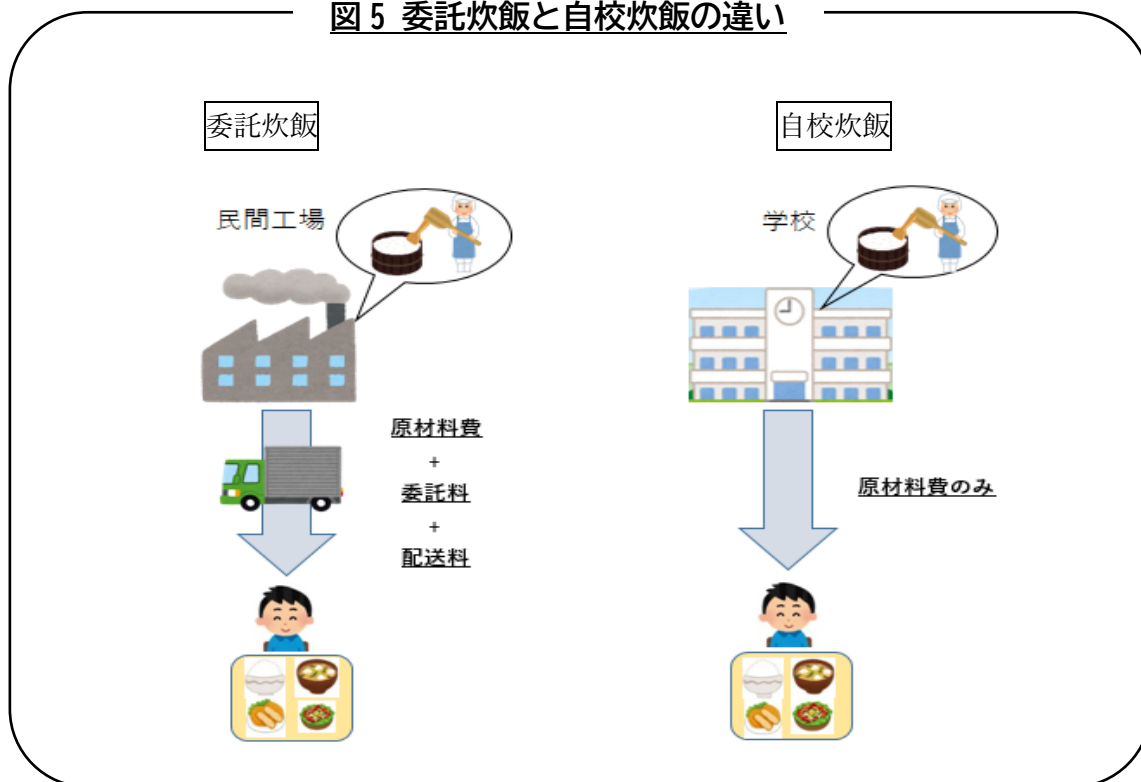 図5 委託炊飯と自校炊飯の違い
委託炊飯
民間工場
原材料費
+
委託料
+
配送料
自校炊飯
学校
原材料費のみ